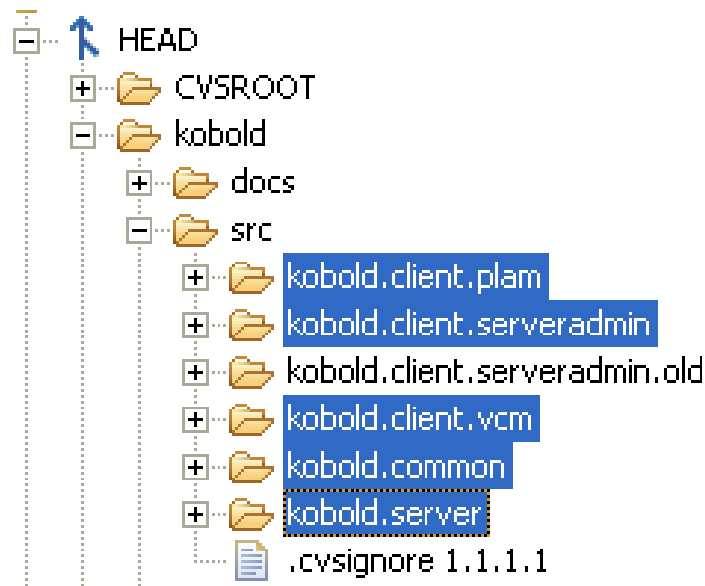 HEAD
CVSROOT
kobold
docs
src
kobold.client.plam
kobold.client.serveradmin
kobold.client.serveradmin.old
kobold.client.vcm
kobold.common
kobold.server
.cvsignore 1.1.1.1